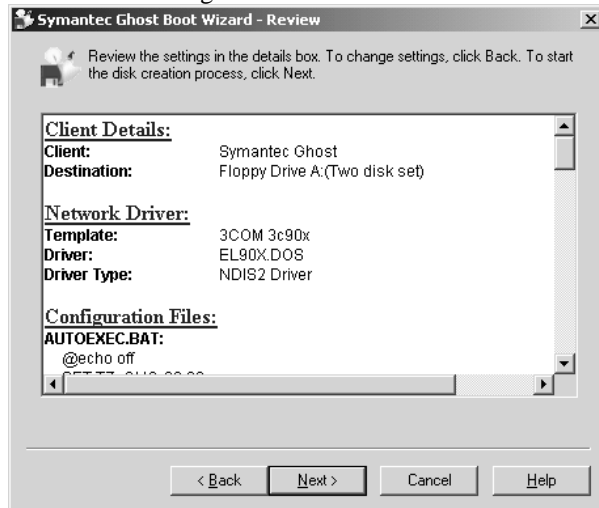 Symantec Ghost Boot Wizard - Review
Review the settings in the details box. To change settings, click Back. To start
the disk creation process, click Next.
Client Details:
Client: Symantec Ghost
Destination: Floppy Drive A:(Two disk set)
Network Driver:
Template: 3COM 3c90x
Driver: EL90X.DOS
Driver Type: NDIS2 Driver
Configuration Files:
AUTOEXEC.BAT:
@echo off
< Back Next > Cancel Help